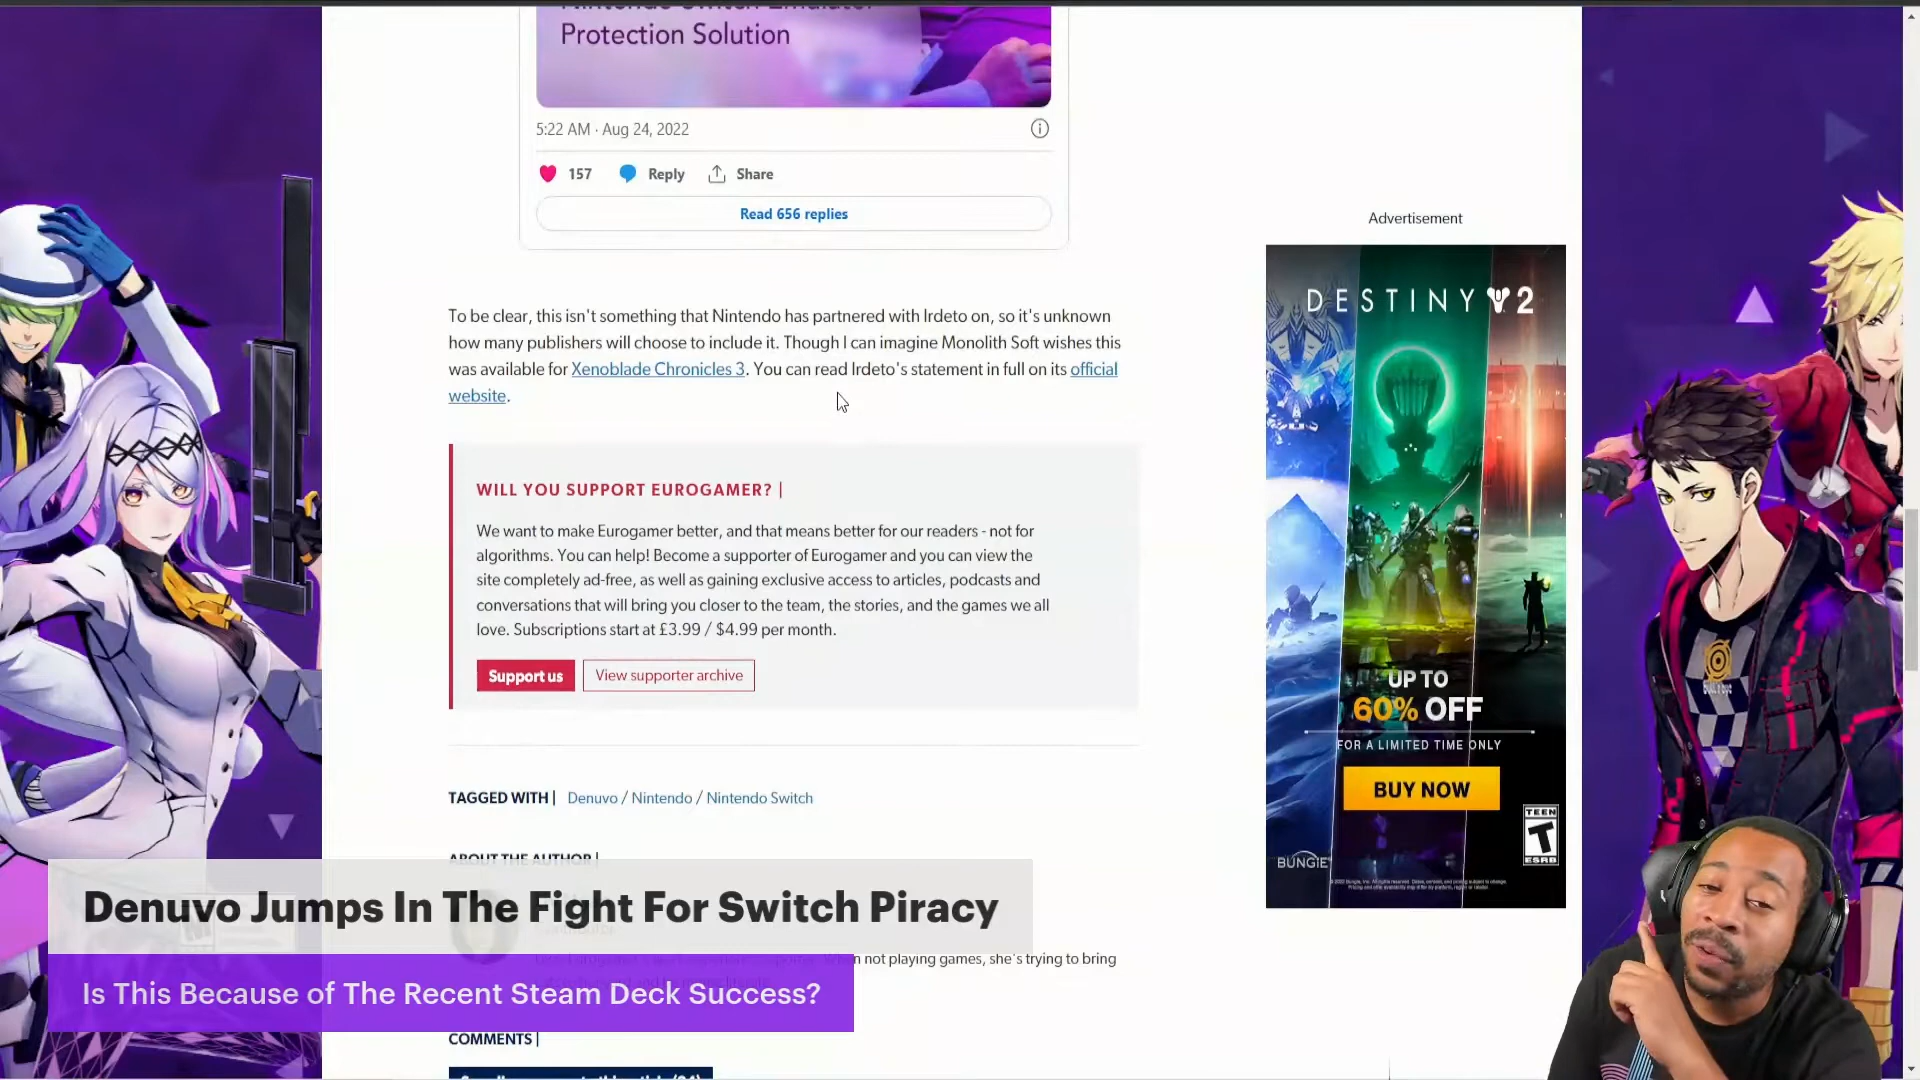 Protection Solution
5:22 AM · Aug 24, 2022
157 Reply Share
Read 656 replies
To be clear, this isn't something that Nintendo has partnered with Irdeto on, so it's unknown
how many publishers will choose to include it. Though I can imagine Monolith Soft wishes this
was available for Xenoblade Chronicles 3. You can read Irdeto's statement in full on its official
website.
WILL YOU SUPPORT EUROGAMER? |
We want to make Eurogamer better, and that means better for our readers - not for
algorithms. You can help! Become a supporter of Eurogamer and you can view the
site completely ad-free, as well as gaining exclusive access to articles, podcasts and
conversations that will bring you closer to the team, the stories, and the games we all
love. Subscriptions start at £3.99 / $4.99 per month.
Support us View supporter archive
TAGGED WITH | Denuvo / Nintendo / Nintendo Switch
ABOUT THE AUTHOR |
not playing games, she's trying to bring
COMMENTS |
Advertisement
DESTINY 2
UP TO
60% OFF
FOR A LIMITED TIME ONLY
BUY NOW
BUNGIE
TEEN
T
ESRB
Denuvo Jumps In The Fight For Switch Piracy
Is This Because of The Recent Steam Deck Success?